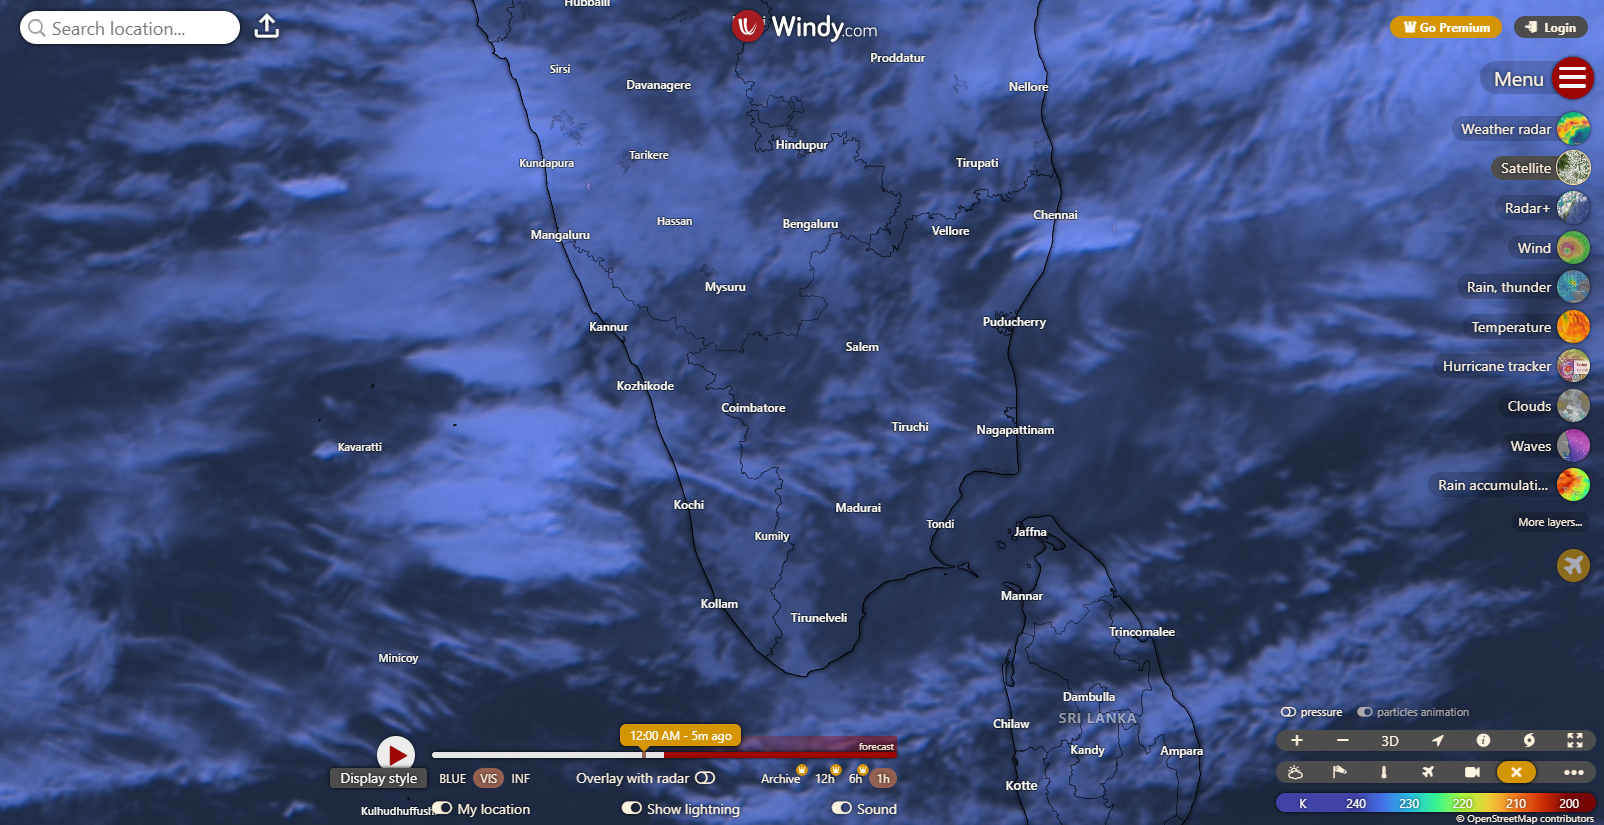 Hubballi
Search location...
Windy.com
Go Premium
Login
Sirsi
Davanagere
Proddatur
Nellore
Menu
Weather radar
Hindupur
Kundapura
Tarikere
Tirupati
Satellite
Radar+
Hassan
Bengaluru
Chennai
Mangaluru
Vellore
Wind
Mysuru
Rain, thunder
Kannur
Puducherry
Temperature
Salem
Hurricane tracker
Kozhikode
Coimbatore
Clouds
Tiruchi
Nagapattinam
Kavaratti
Waves
Rain accumulati...
Kochi
Madurai
Tondi
More layers...
Kumily
Jaffna
Mannar
Kollam
Tirunelveli
Trincomalee
Minicoy
Dambulla
SRI LANKA
Chilaw
pressure
particles animation
12:00 AM - 5m ago
forecast
Kandy
Ampara
3D
Display style
BLUE VIS INF
Overlay with radar
Archive 12h 6h 1h
Kotte
Kulhudhuffushi
My location
Show lightning
Sound
K 240 230 220 210 200
© OpenStreetMap contributors